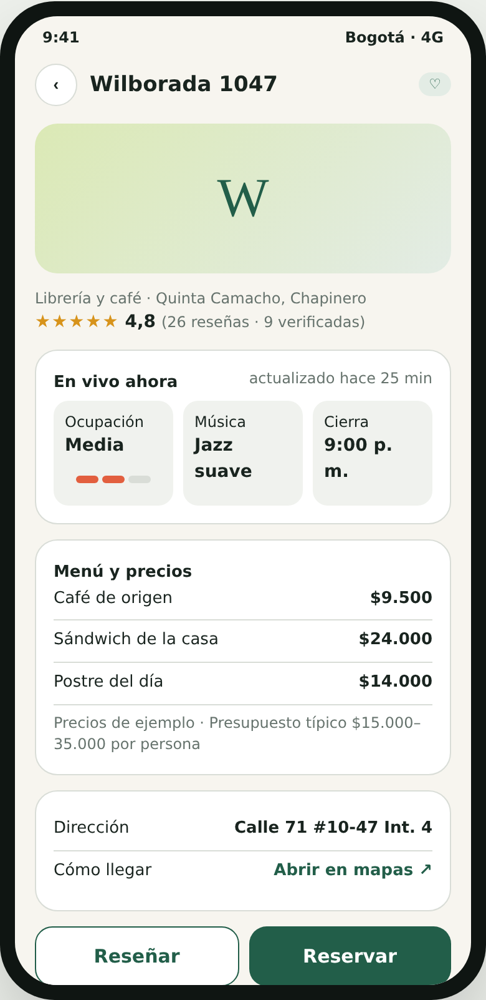 9:41 Bogotá · 4G
‹ Wilborada 1047 ♡
W
Librería y café · Quinta Camacho, Chapinero
★★★★★ 4,8 (26 reseñas · 9 verificadas)
En vivo ahora actualizado hace 25 min
Ocupación
Media
Música
Jazz
suave
Cierra
9:00 p.
m.
Menú y precios
Café de origen $9.500
Sándwich de la casa $24.000
Postre del día $14.000
Precios de ejemplo · Presupuesto típico $15.000–
35.000 por persona
Dirección Calle 71 #10-47 Int. 4
Cómo llegar Abrir en mapas ↗
Reseñar Reservar